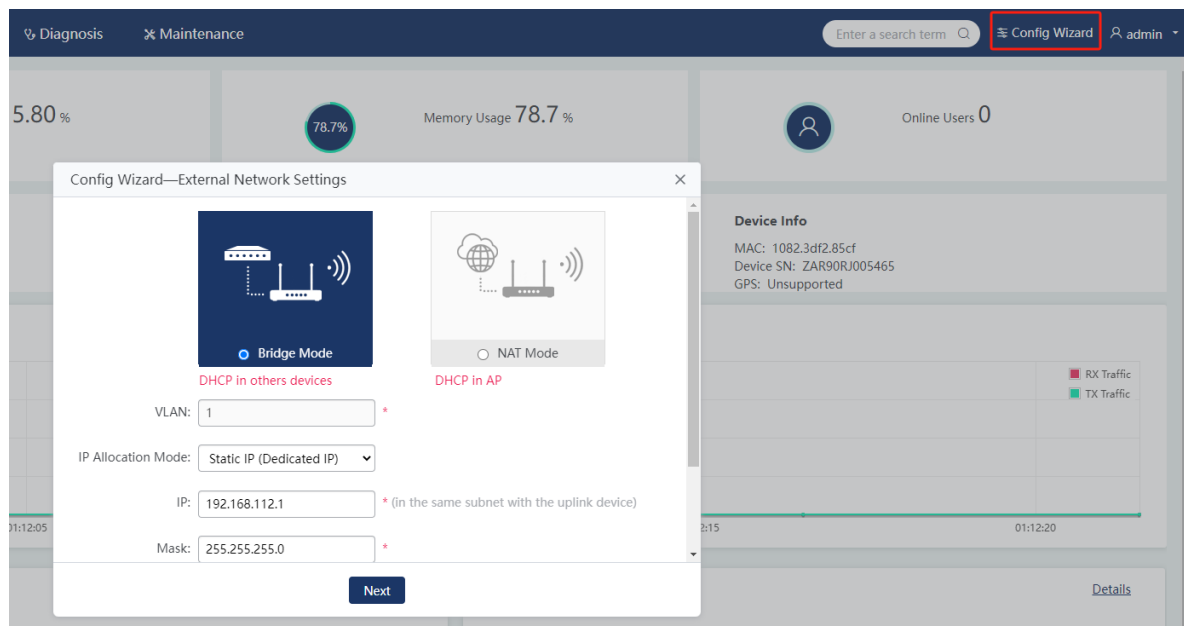 Diagnosis
Maintenance
Enter a search term
Config Wizard
admin
5.80 %
78.7%
Memory Usage 78.7 %
Online Users 0
Config Wizard—External Network Settings
Bridge Mode
NAT Mode
DHCP in others devices
DHCP in AP
VLAN: 1 *
IP Allocation Mode: Static IP (Dedicated IP)
IP: 192.168.112.1 * (in the same subnet with the uplink device)
Mask: 255.255.255.0 *
Next
Device Info
MAC: 1082.3df2.85cf
Device SN: ZAR90RJ005465
GPS: Unsupported
RX Traffic
TX Traffic
01:12:05
2:15
01:12:20
Details